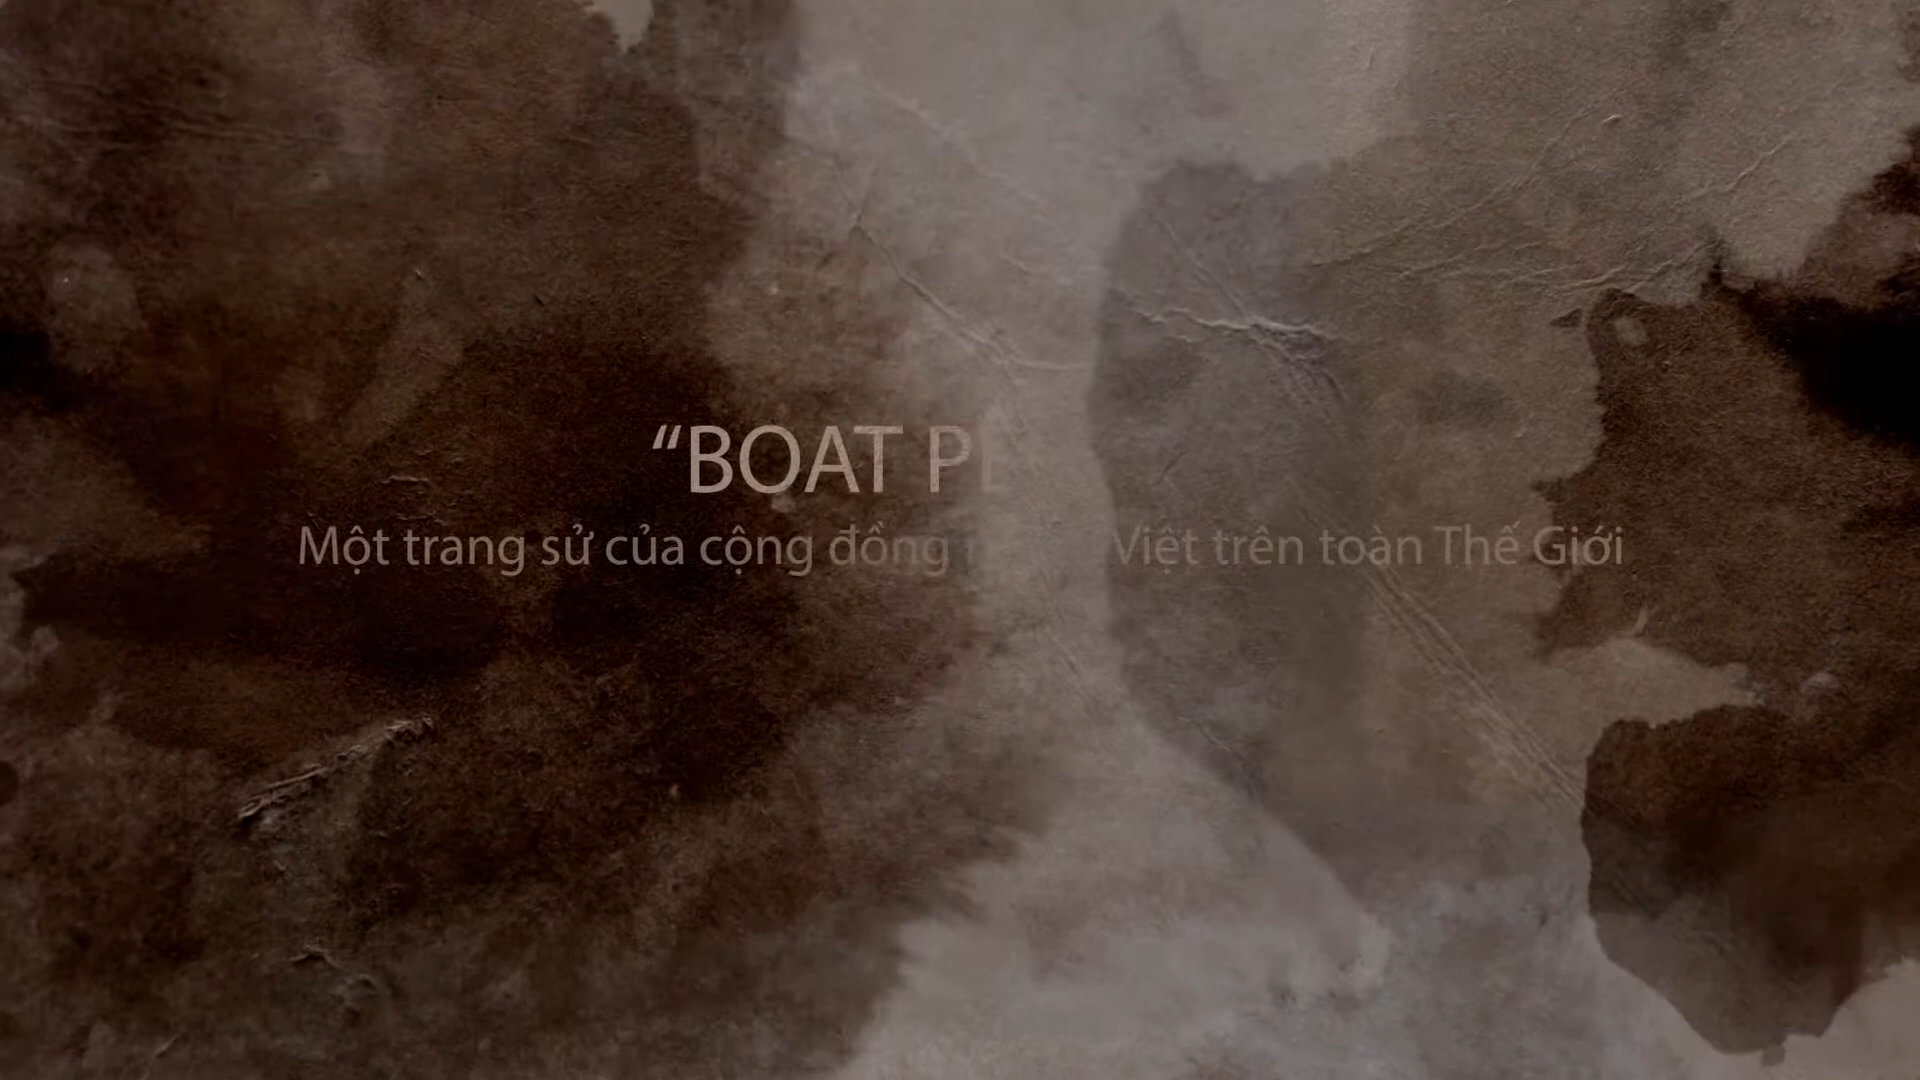 “BOAT
Một trang sử của cộng đồng Việt trên toàn Thế Giới